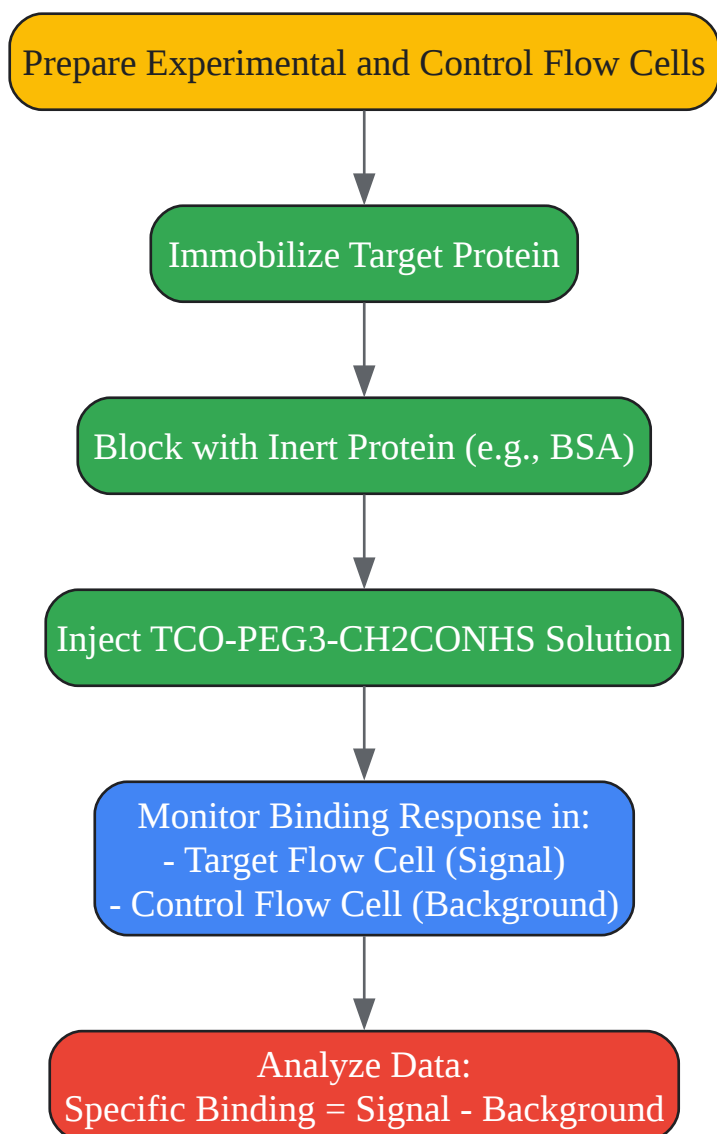 Prepare Experimental and Control Flow Cells
Immobilize Target Protein
Block with Inert Protein (e.g., BSA)
Inject TCO-PEG3-CH2CONHS Solution
Monitor Binding Response in:
- Target Flow Cell (Signal)
- Control Flow Cell (Background)
Analyze Data:
Specific Binding = Signal - Background